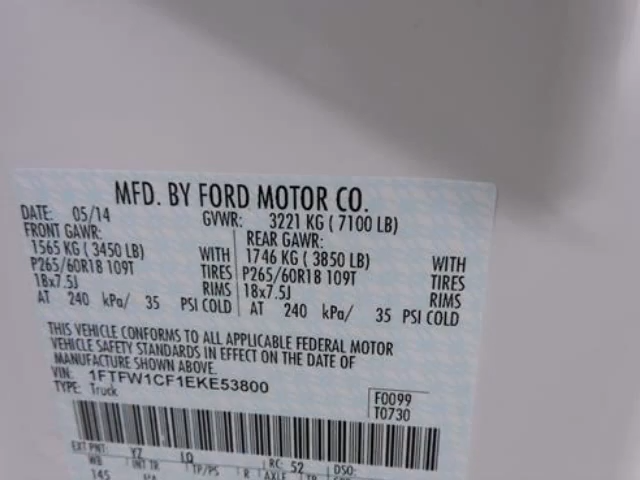 MFD. BY FORD MOTOR CO.
DATE: 05/14 GVWR: 3221 KG ( 7100 LB)
FRONT GAWR: REAR GAWR:
1565 KG ( 3450 LB) WITH 1746 KG ( 3850 LB) WITH
P265/60R18 109T TIRES P265/60R18 109T TIRES
18x7.5J RIMS 18x7.5J RIMS
AT 240 kPa/ 35 PSI COLD AT 240 kPa/ 35 PSI COLD
THIS VEHICLE CONFORMS TO ALL APPLICABLE FEDERAL MOTOR
VEHICLE SAFETY STANDARDS IN EFFECT ON THE DATE OF
MANUFACTURE SHOWN ABOVE.
VIN: 1FTFW1CF1EKE53800
TYPE: Truck
F0099
T0730
EXT PNT: YZ RC: 52 DSO:
WB INT TR TP/PS R AXLE TR
145